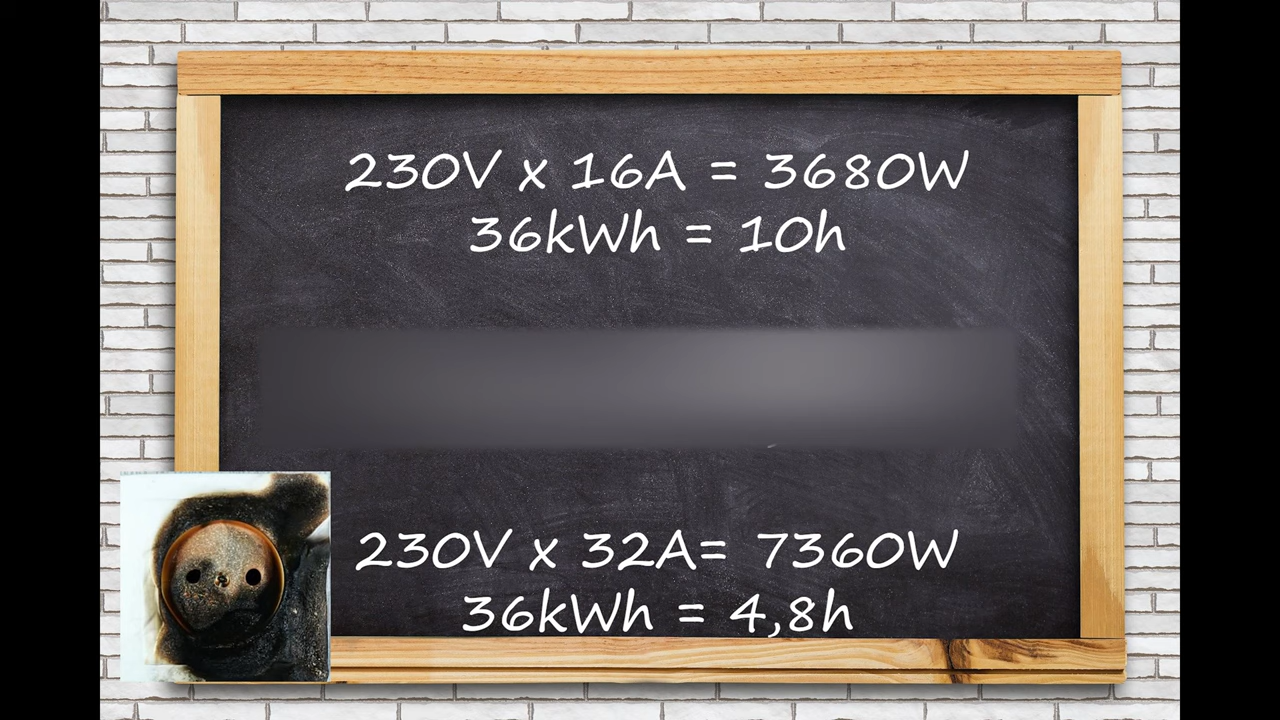 230V x 16A = 3680W
36kWh = 10h
230V x 32A= 7360W
36kWh = 4,8h